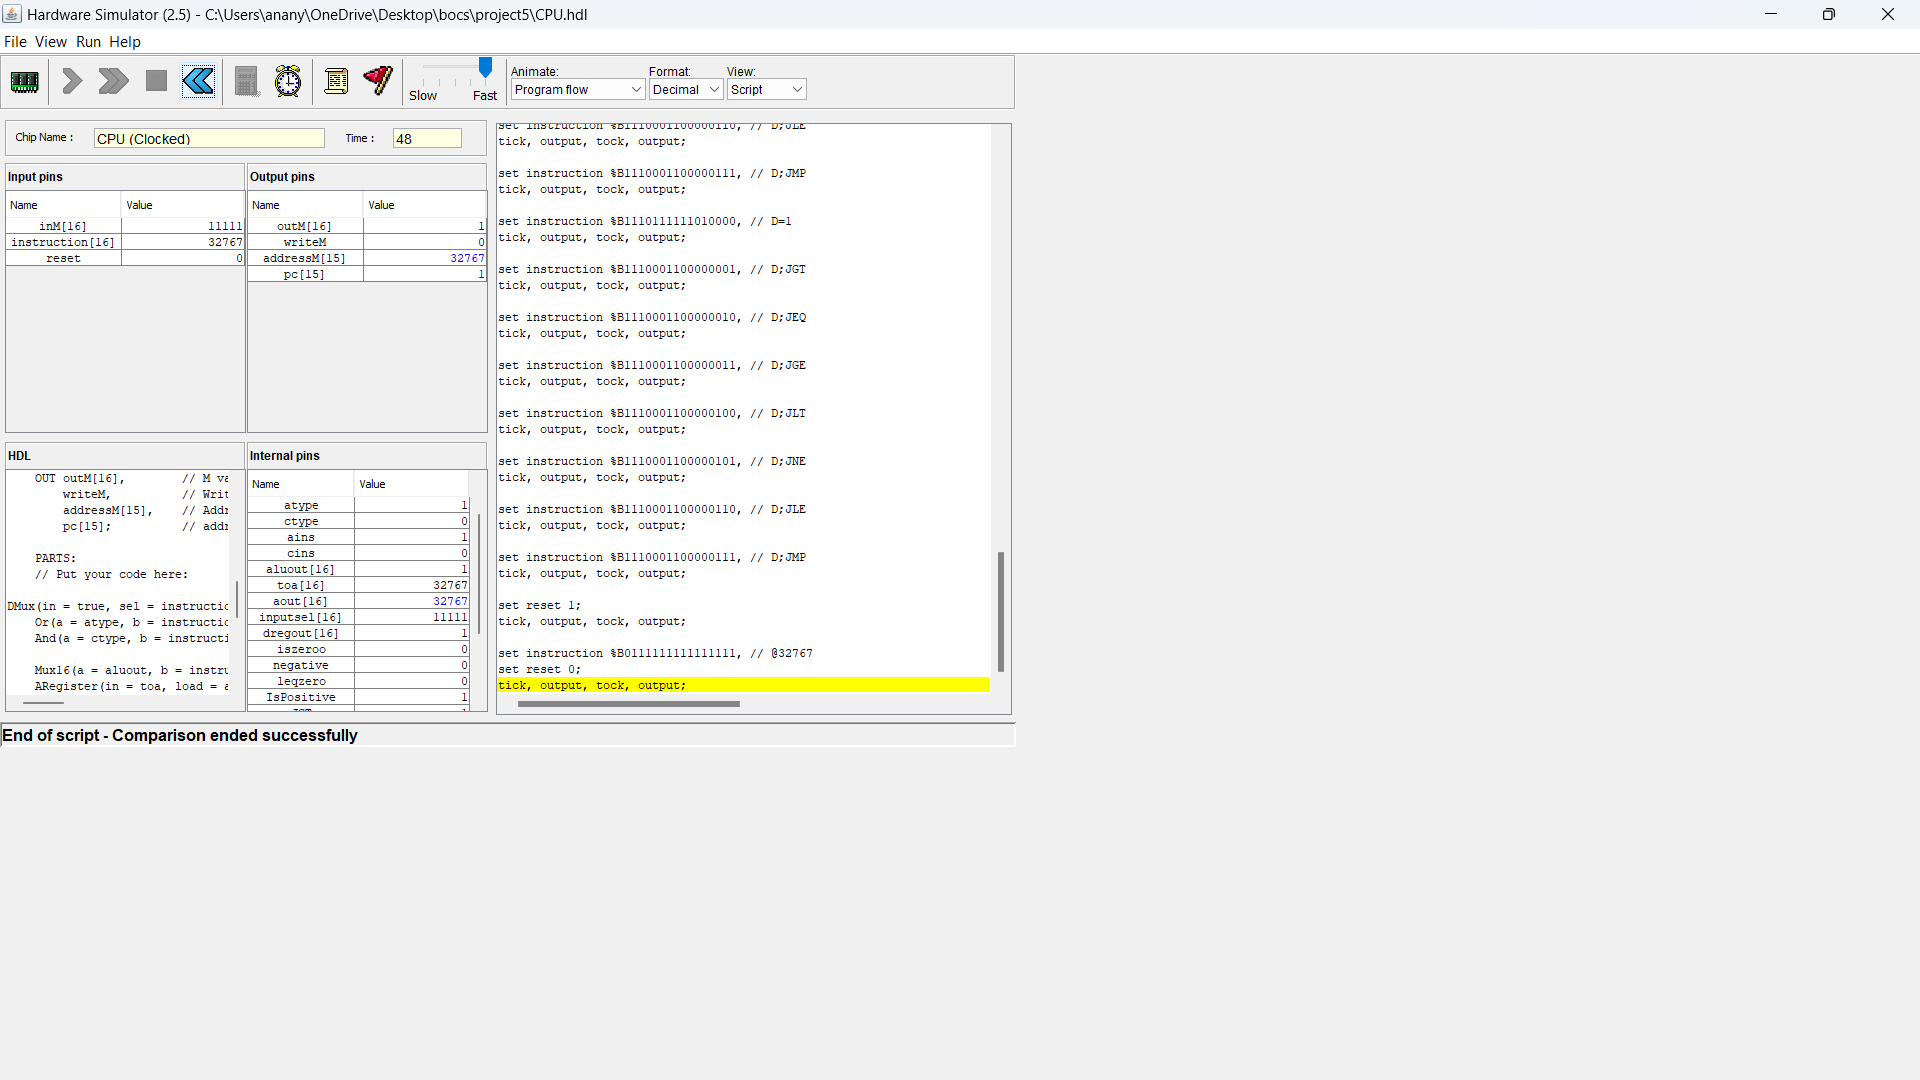 Hardware Simulator (2.5) - C:\Users\anany\OneDrive\Desktop\bocs\project5\CPU.hdl
File View Run Help
Slow Fast
Animate:
Program flow
Format:
Decimal
View:
Script
Chip Name :
CPU (Clocked)
Time :
48
Input pins
Name Value
inM[16] 11111
instruction[16] 32767
reset 0
Output pins
Name Value
outM[16] 1
writeM 0
addressM[15] 32767
pc[15] 1
HDL
OUT outM[16], // M va
writeM, // Writ
addressM[15], // Addr
pc[15]; // addr
PARTS:
// Put your code here:
DMux(in = true, sel = instructio
Or(a = atype, b = instructio
And(a = ctype, b = instructi
Mux16(a = aluout, b = instru
ARegister(in = toa, load = a
Internal pins
Name Value
atype 1
ctype 0
ains 1
cins 0
aluout[16] 1
toa[16] 32767
aout[16] 32767
inputsel[16] 11111
dregout[16] 1
iszeroo 0
negative 0
leqzero 0
IsPositive 1
set instruction %B1110001100000110, // D;JLE
tick, output, tock, output;
set instruction %B1110001100000111, // D;JMP
tick, output, tock, output;
set instruction %B1110111111010000, // D=1
tick, output, tock, output;
set instruction %B1110001100000001, // D;JGT
tick, output, tock, output;
set instruction %B1110001100000010, // D;JEQ
tick, output, tock, output;
set instruction %B1110001100000011, // D;JGE
tick, output, tock, output;
set instruction %B1110001100000100, // D;JLT
tick, output, tock, output;
set instruction %B1110001100000101, // D;JNE
tick, output, tock, output;
set instruction %B1110001100000110, // D;JLE
tick, output, tock, output;
set instruction %B1110001100000111, // D;JMP
tick, output, tock, output;
set reset 1;
tick, output, tock, output;
set instruction %B0111111111111111, // @32767
set reset 0;
tick, output, tock, output;
End of script - Comparison ended successfully